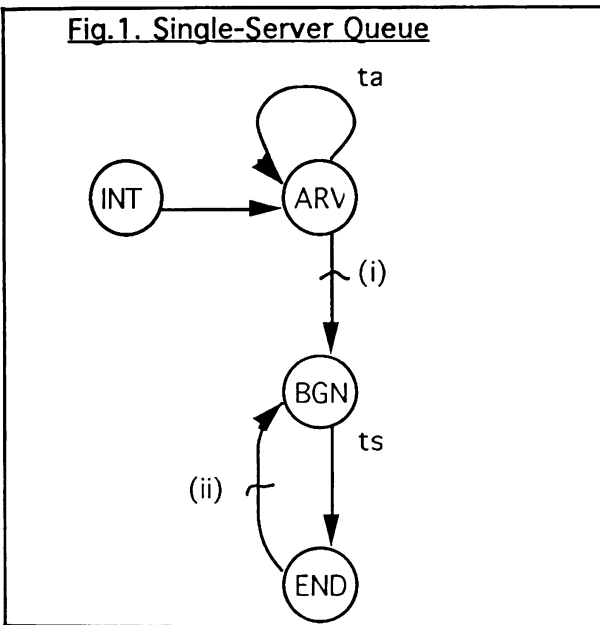 Fig.1. Single-Server Queue
ta
INT
ARV
(i)
BGN
ts
(ii)
END